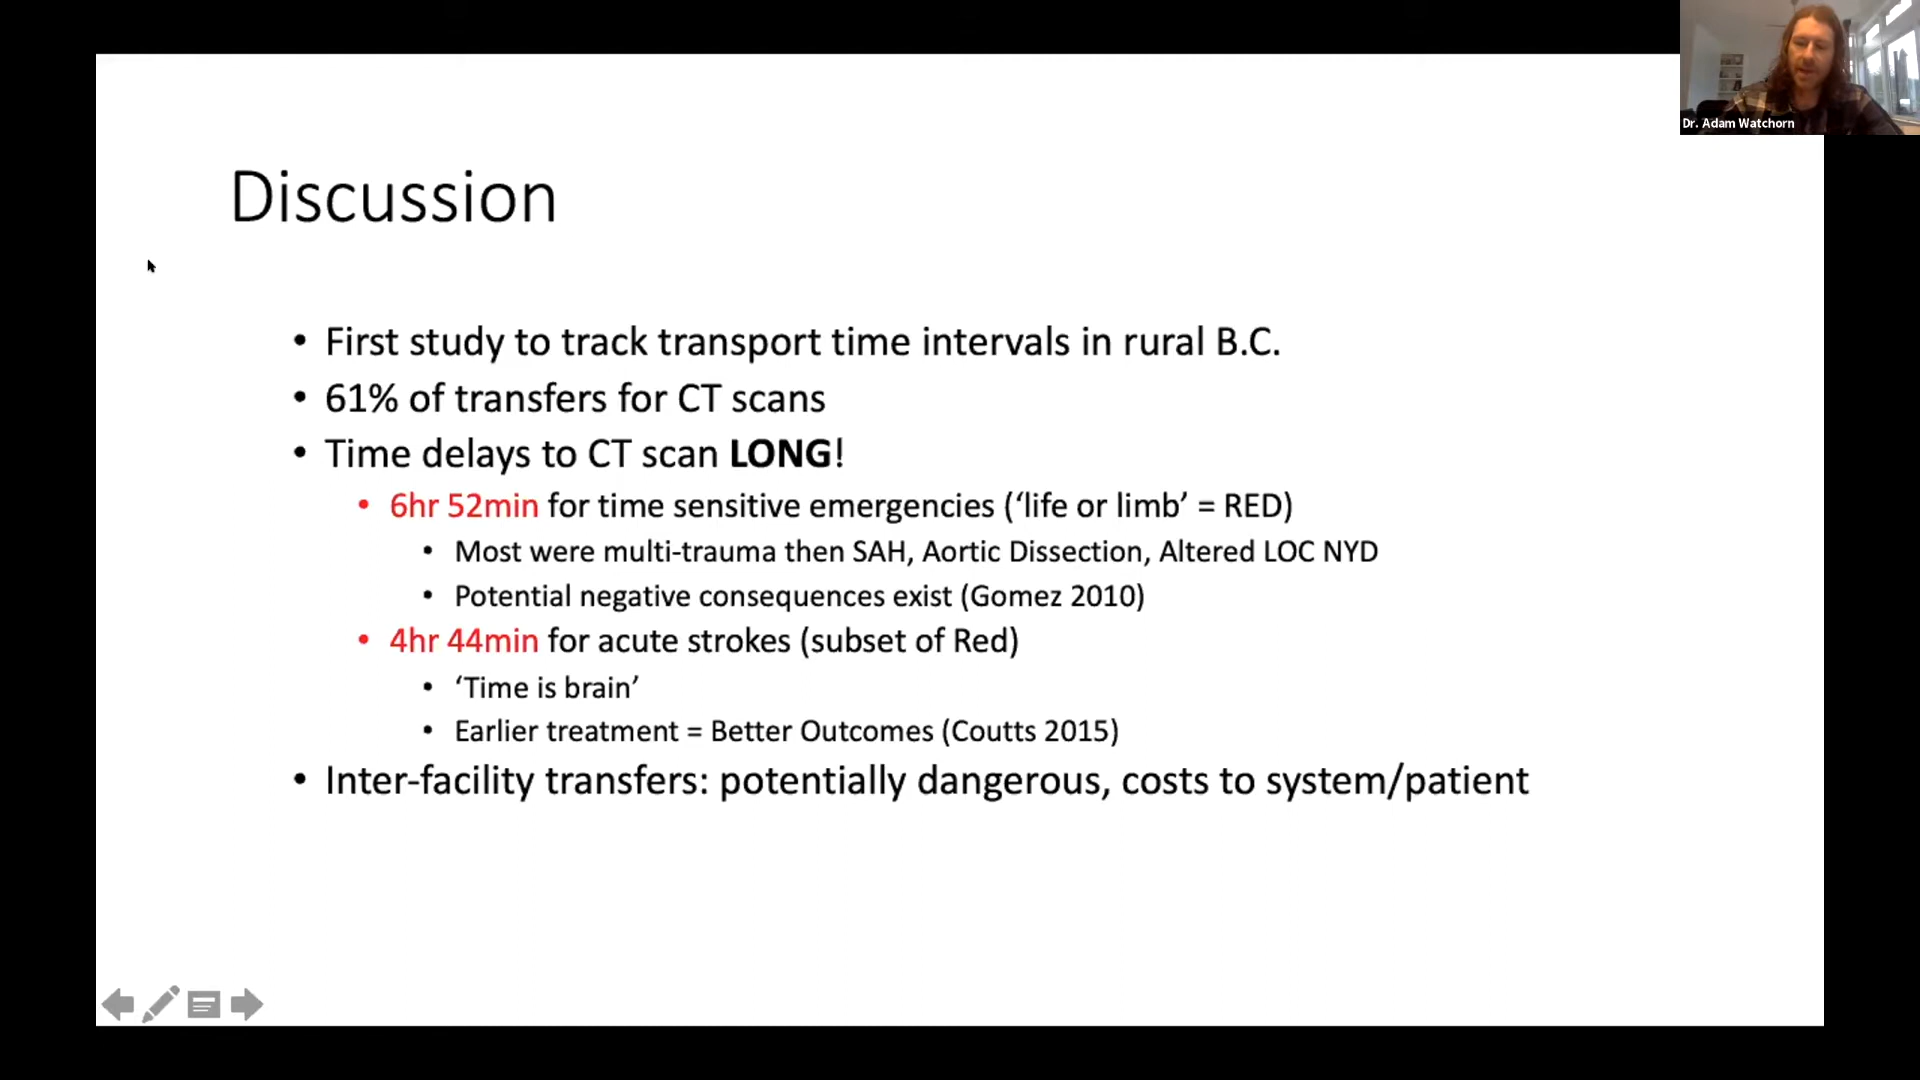 Dr. Adam Watchorn
Discussion
• First study to track transport time intervals in rural B.C.
• 61% of transfers for CT scans
• Time delays to CT scan LONG!
• 6hr 52min for time sensitive emergencies (‘life or limb’ = RED)
• Most were multi-trauma then SAH, Aortic Dissection, Altered LOC NYD
• Potential negative consequences exist (Gomez 2010)
• 4hr 44min for acute strokes (subset of Red)
• ‘Time is brain’
• Earlier treatment = Better Outcomes (Coutts 2015)
• Inter-facility transfers: potentially dangerous, costs to system/patient